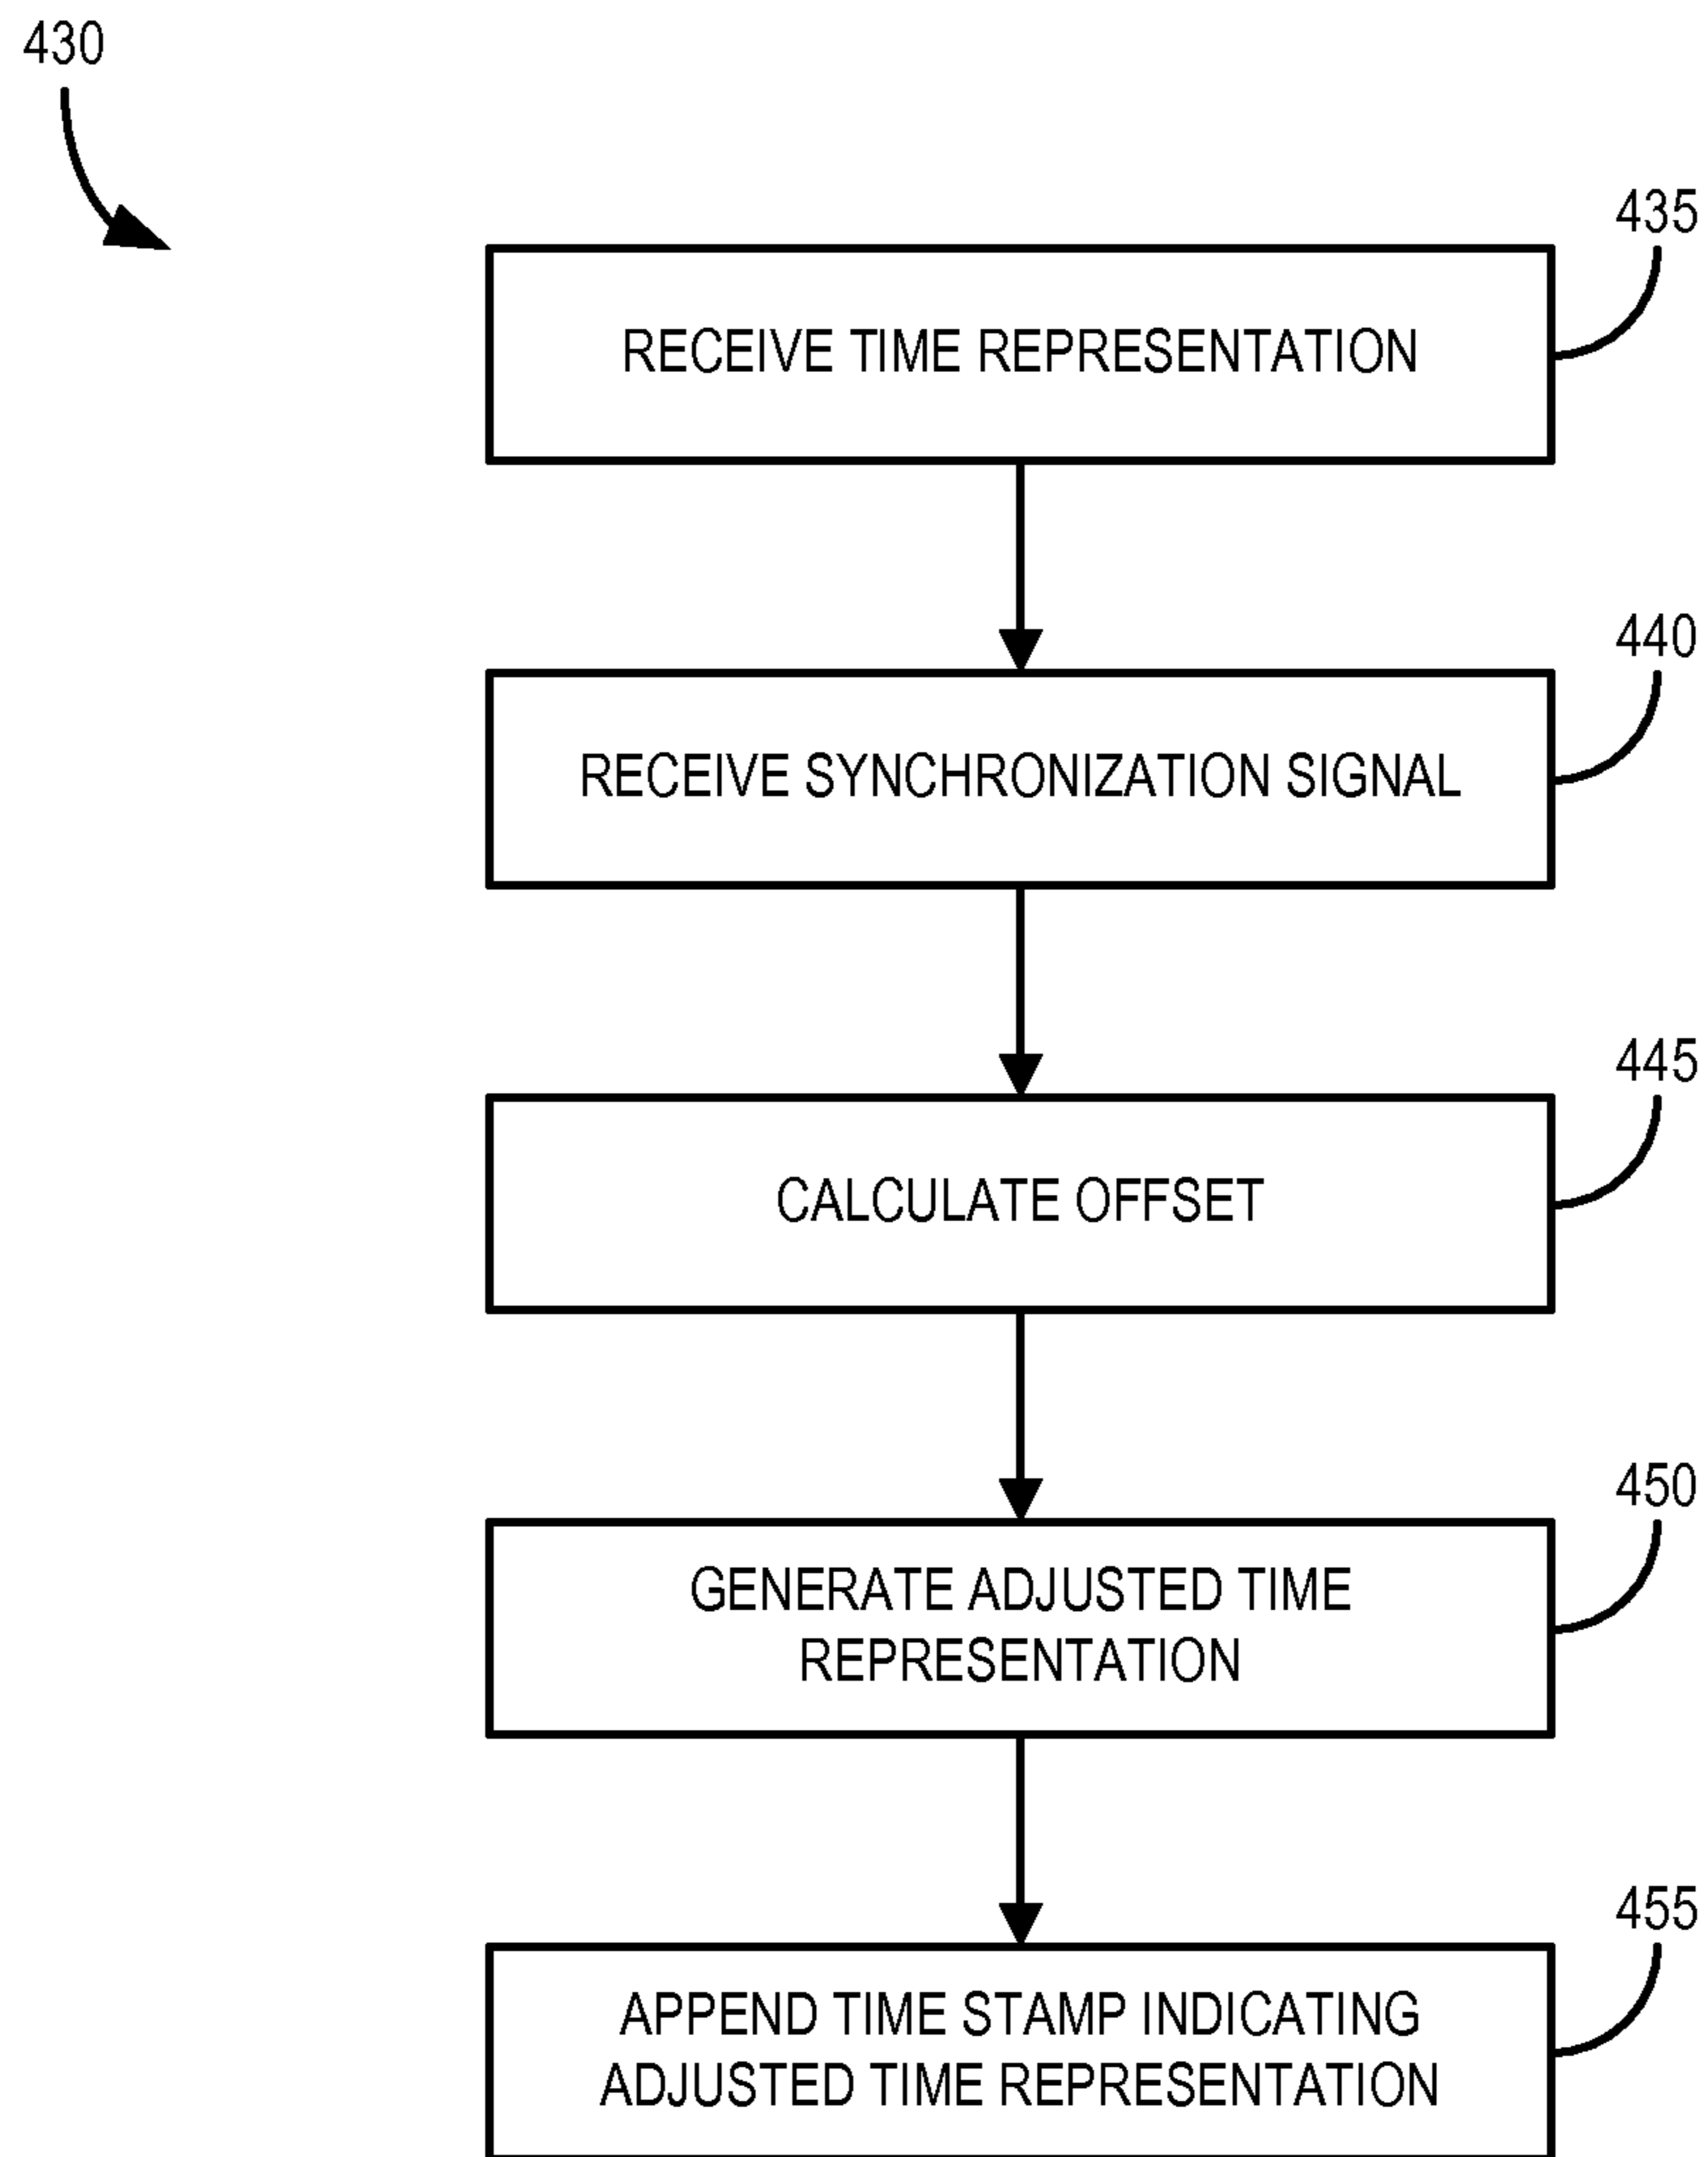 430
435
RECEIVE TIME REPRESENTATION
440
RECEIVE SYNCHRONIZATION SIGNAL
445
CALCULATE OFFSET
450
GENERATE ADJUSTED TIME
REPRESENTATION
455
APPEND TIME STAMP INDICATING
ADJUSTED TIME REPRESENTATION